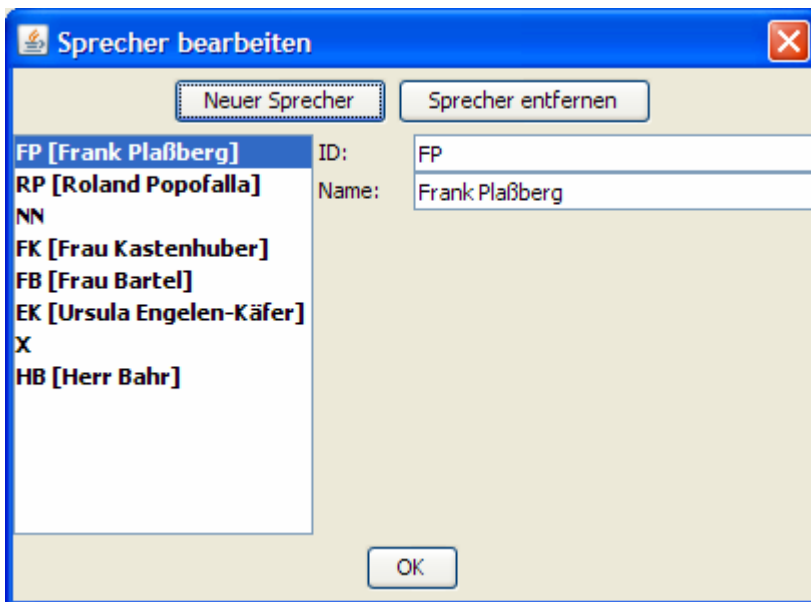 Sprecher bearbeiten
Neuer Sprecher Sprecher entfernen
FP [Frank Plaßberg] ID: FP
RP [Roland Popofalla] Name: Frank Plaßberg
NN
FK [Frau Kastenhuber]
FB [Frau Bartel]
EK [Ursula Engelen-Käfer]
X
HB [Herr Bahr]
OK